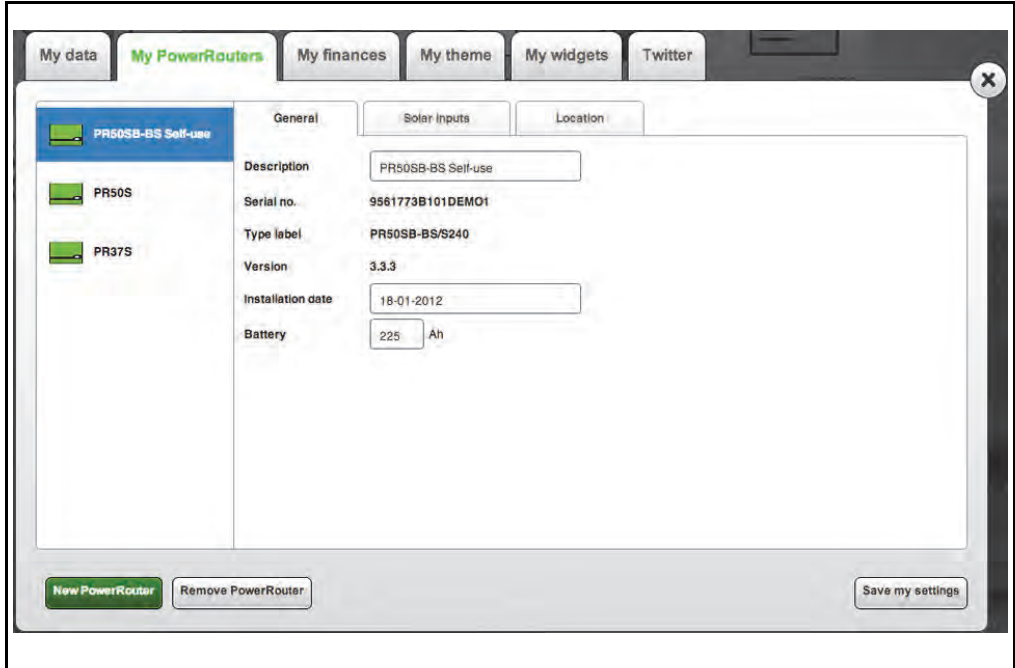 My data My PowerRouters My finances My theme My widgets Twitter
PR50SB-BS Self-use
PR50S
PR37S
General Solar inputs Location
Description PR50SB-BS Self-use
Serial no. 9561773B101DEMO1
Type label PR50SB-BS/S240
Version 3.3.3
Installation date 18-01-2012
Battery 225 Ah
New PowerRouter Remove PowerRouter Save my settings